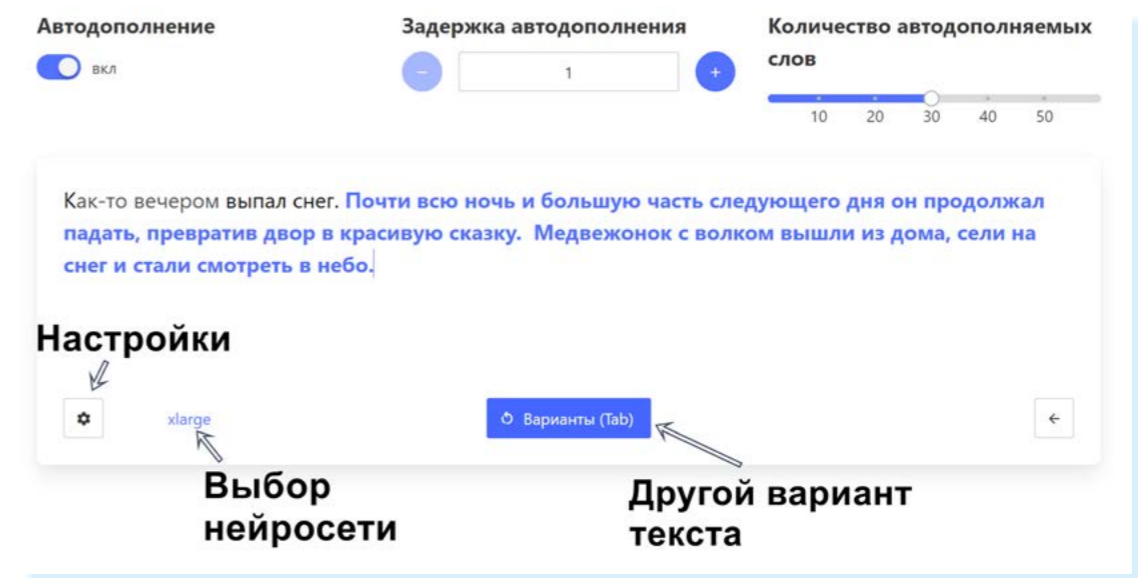 Автодополнение
вкл
Задержка автодополнения
− 1 +
Количество автодополняемых
слов
10 20 30 40 50
Как-то вечером выпал снег. Почти всю ночь и большую часть следующего дня он продолжал
падать, превратив двор в красивую сказку.  Медвежонок с волком вышли из дома, сели на
снег и стали смотреть в небо.
Настройки
xlarge
Варианты (Tab)
Выбор
нейросети
Другой вариант
текста